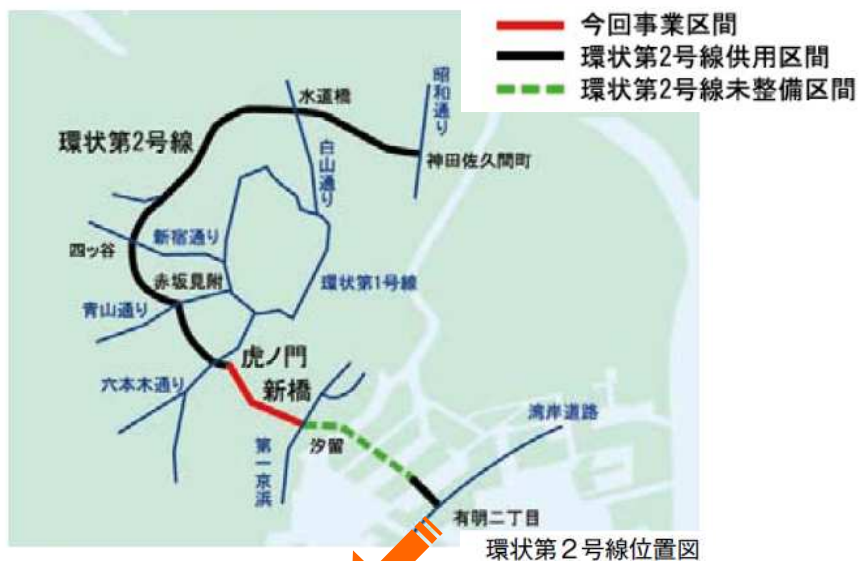 今回事業区間
環状第2号線供用区間
環状第2号線未整備区間
昭和通り
水道橋
環状第2号線
白山通り
神田佐久間町
新宿通り
四ッ谷
赤坂見附
環状第1号線
青山通り
虎ノ門
六本木通り
新橋
湾岸道路
汐留
第一京浜
有明二丁目
環状第２号線位置図